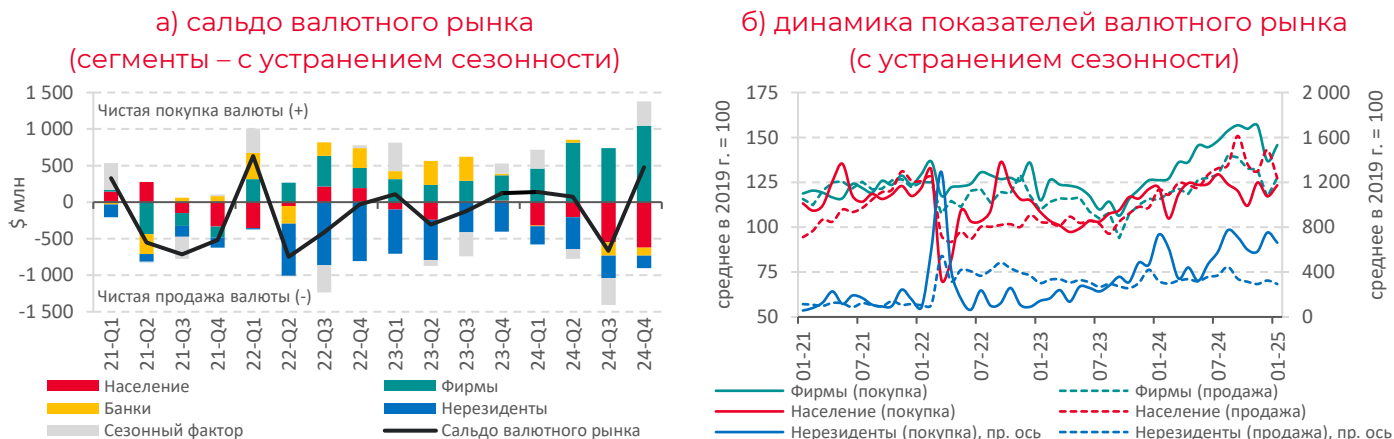 а) сальдо валютного рынка
(сегменты – с устранением сезонности)
1 500
1 000
500
0
-500
-1 000
-1 500
$ млн
Чистая покупка валюты (+)
Чистая продажа валюты (-)
21-Q1
21-Q2
21-Q3
21-Q4
22-Q1
22-Q2
22-Q3
22-Q4
23-Q1
23-Q2
23-Q3
23-Q4
24-Q1
24-Q2
24-Q3
24-Q4
Население
Фирмы
Банки
Нерезиденты
Сезонный фактор
Сальдо валютного рынка
б) динамика показателей валютного рынка
(с устранением сезонности)
175
150
125
100
75
50
среднее в 2019 г. = 100
2 000
1 600
1 200
800
400
0
среднее в 2019 г. = 100
01-21
07-21
01-22
07-22
01-23
07-23
01-24
07-24
01-25
Фирмы (покупка)
Фирмы (продажа)
Население (покупка)
Население (продажа)
Нерезиденты (покупка), пр. ось
Нерезиденты (продажа), пр. ось